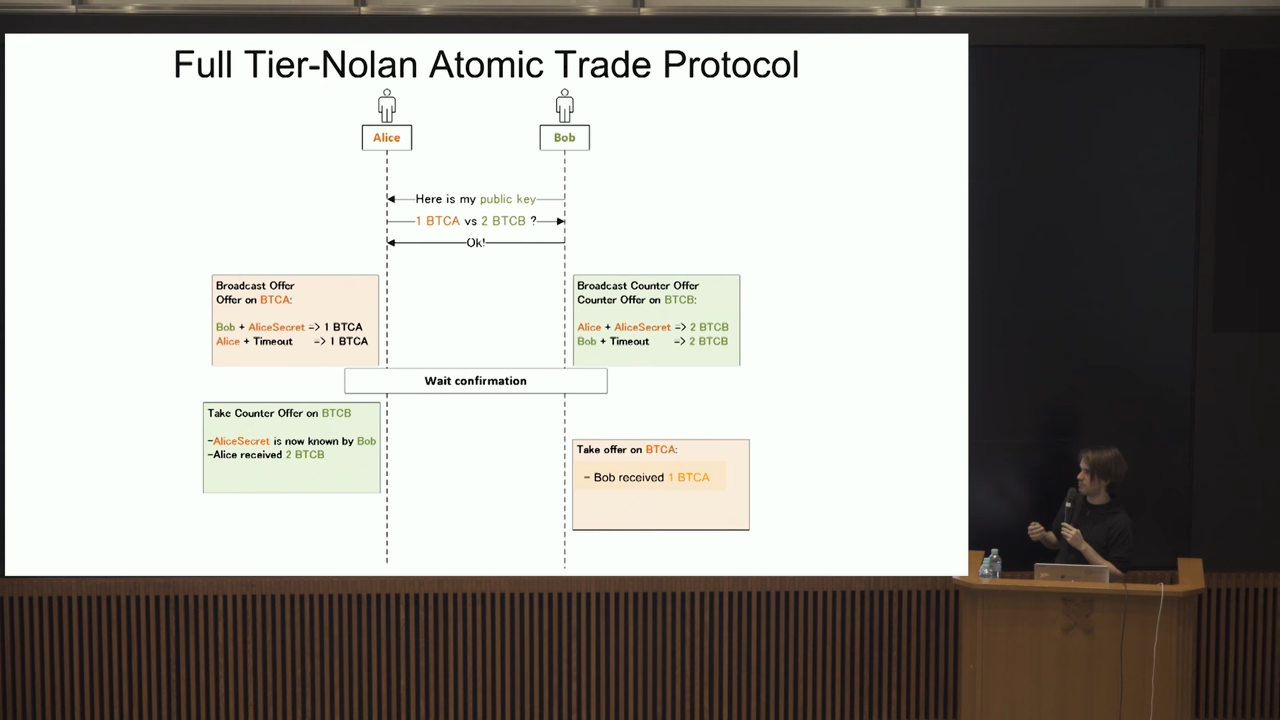 Full Tier-Nolan Atomic Trade Protocol
Alice
Bob
Here is my public key
1 BTCA vs 2 BTCB ?
Ok!
Broadcast Offer
Offer on BTCA:
Bob + AliceSecret => 1 BTCA
Alice + Timeout => 1 BTCA
Broadcast Counter Offer
Counter Offer on BTCB:
Alice + AliceSecret => 2 BTCB
Bob + Timeout => 2 BTCB
Wait confirmation
Take Counter Offer on BTCB
-AliceSecret is now known by Bob
-Alice received 2 BTCB
Take offer on BTCA:
- Bob received 1 BTCA